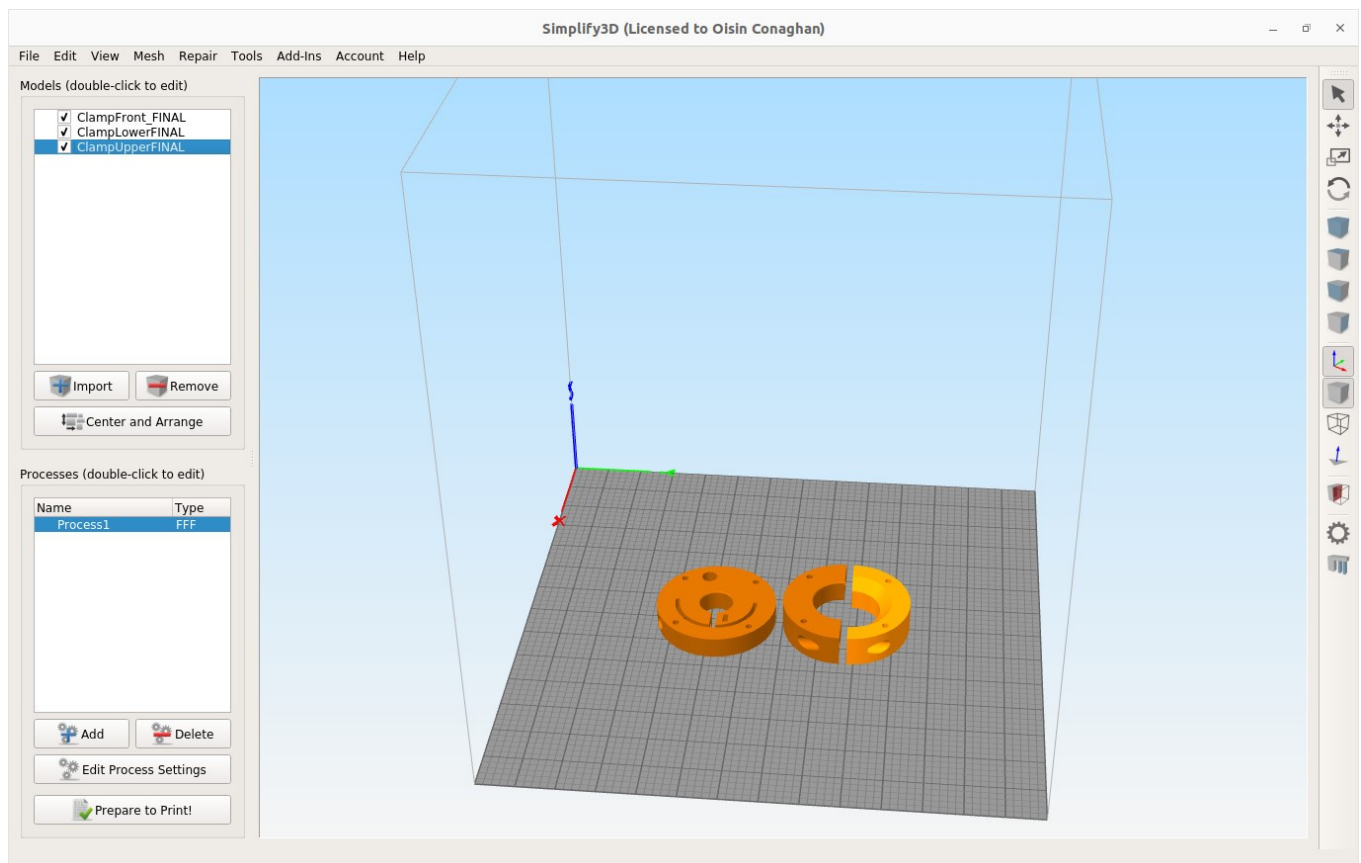 Simplify3D (Licensed to Oisin Conaghan)
File Edit View Mesh Repair Tools Add-Ins Account Help
Models (double-click to edit)
ClampFront_FINAL
ClampLowerFINAL
ClampUpperFINAL
Import Remove
Center and Arrange
Processes (double-click to edit)
Name Type
Process1 FFF
Add Delete
Edit Process Settings
Prepare to Print!